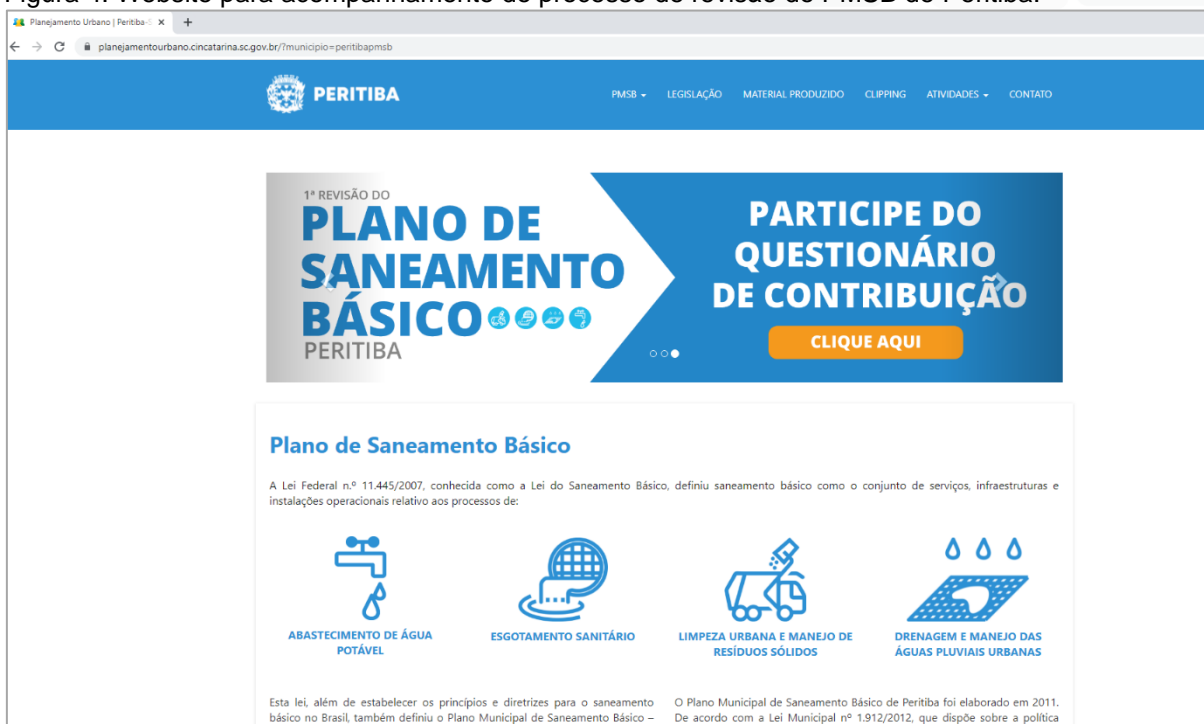 Figura 4: Website para acompanhamento do processo de revisão do PMSB de Peritiba.
Planejamento Urbano | Peritiba-S
planejamentourbano.cincatarina.sc.gov.br/?municipio=peritibapmsb
PERITIBA
PMSB
LEGISLAÇÃO
MATERIAL PRODUZIDO
CLIPPING
ATIVIDADES
CONTATO
1ª REVISÃO DO
PLANO DE
SANEAMENTO
BÁSICO
PERITIBA
PARTICIPE DO
QUESTIONÁRIO
DE CONTRIBUIÇÃO
CLIQUE AQUI
Plano de Saneamento Básico
A Lei Federal n.º 11.445/2007, conhecida como a Lei do Saneamento Básico, definiu saneamento básico como o conjunto de serviços, infraestruturas e
instalações operacionais relativo aos processos de:
ABASTECIMENTO DE ÁGUA
POTÁVEL
ESGOTAMENTO SANITÁRIO
LIMPEZA URBANA E MANEJO DE
RESÍDUOS SÓLIDOS
DRENAGEM E MANEJO DAS
ÁGUAS PLUVIAIS URBANAS
Esta lei, além de estabelecer os princípios e diretrizes para o saneamento
básico no Brasil, também definiu o Plano Municipal de Saneamento Básico –
O Plano Municipal de Saneamento Básico de Peritiba foi elaborado em 2011.
De acordo com a Lei Municipal nº 1.912/2012, que dispõe sobre a política